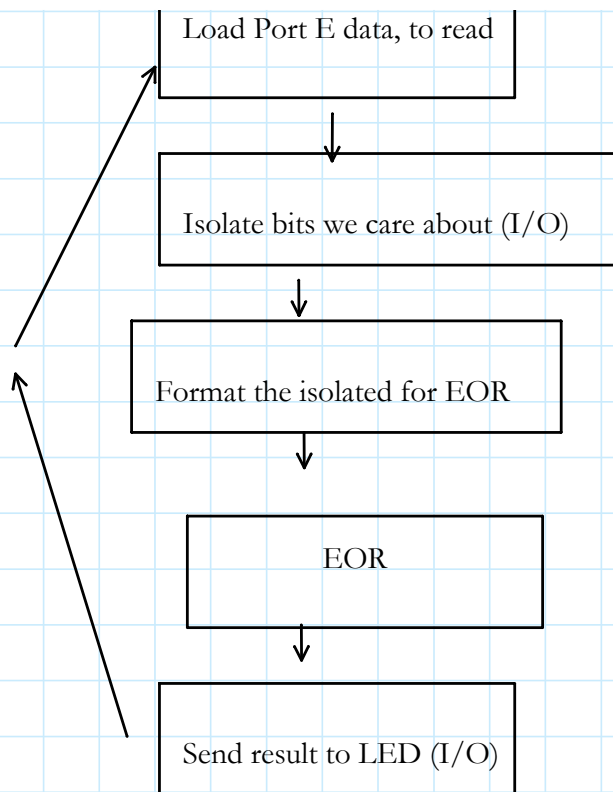 Load Port E data, to read
Isolate bits we care about (I/O)
Format the isolated for EOR
EOR
Send result to LED (I/O)